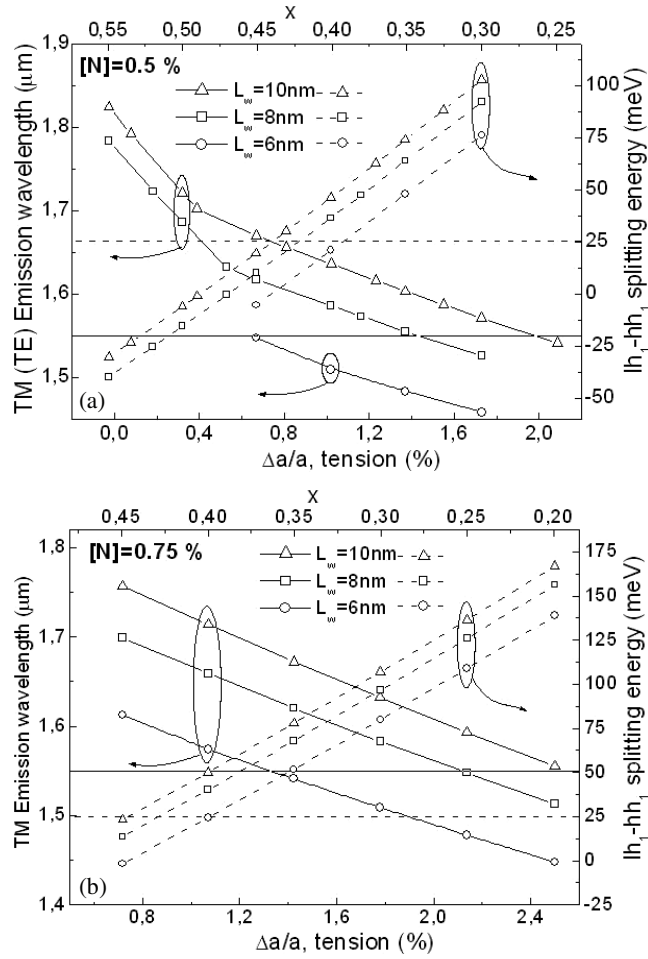 X
0,55 0,50 0,45 0,40 0,35 0,30
[N]=0.5 %
L_w=10nm
L_w=8nm
L_w=6nm
TM (TE) Emission wavelength (μm)
1,9
1,8
1,7
1,6
1,5
lh₁-hh₁ splitting energy (meV)
100
75
50
25
0
-25
-50
(a)
0,0 0,4 0,8 1,2 1,6 2,0
Δa/a, tension (%)
X
0,45 0,40 0,35 0,30 0,25 0,20
[N]=0.75 %
L_w=10nm
L_w=8nm
L_w=6nm
TM Emission wavelength (μm)
1,8
1,7
1,6
1,5
1,4
lh₁-hh₁ splitting energy (meV)
175
150
125
100
75
50
25
0
-25
(b)
0,8 1,2 1,6 2,0 2,4
Δa/a, tension (%)